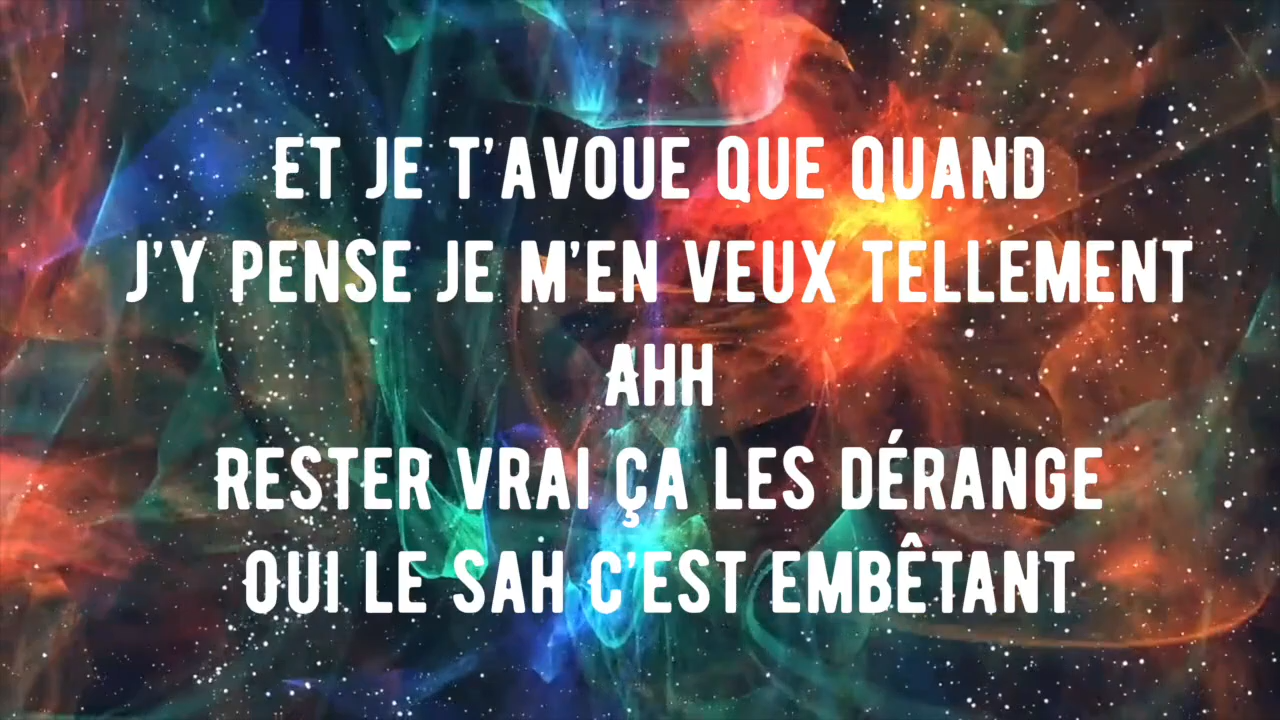 ET JE T'AVOUE QUE QUAND
J'Y PENSE JE M'EN VEUX TELLEMENT
AHH
RESTER VRAI ÇA LES DÉRANGE
OUI LE SAH C'EST EMBÊTANT